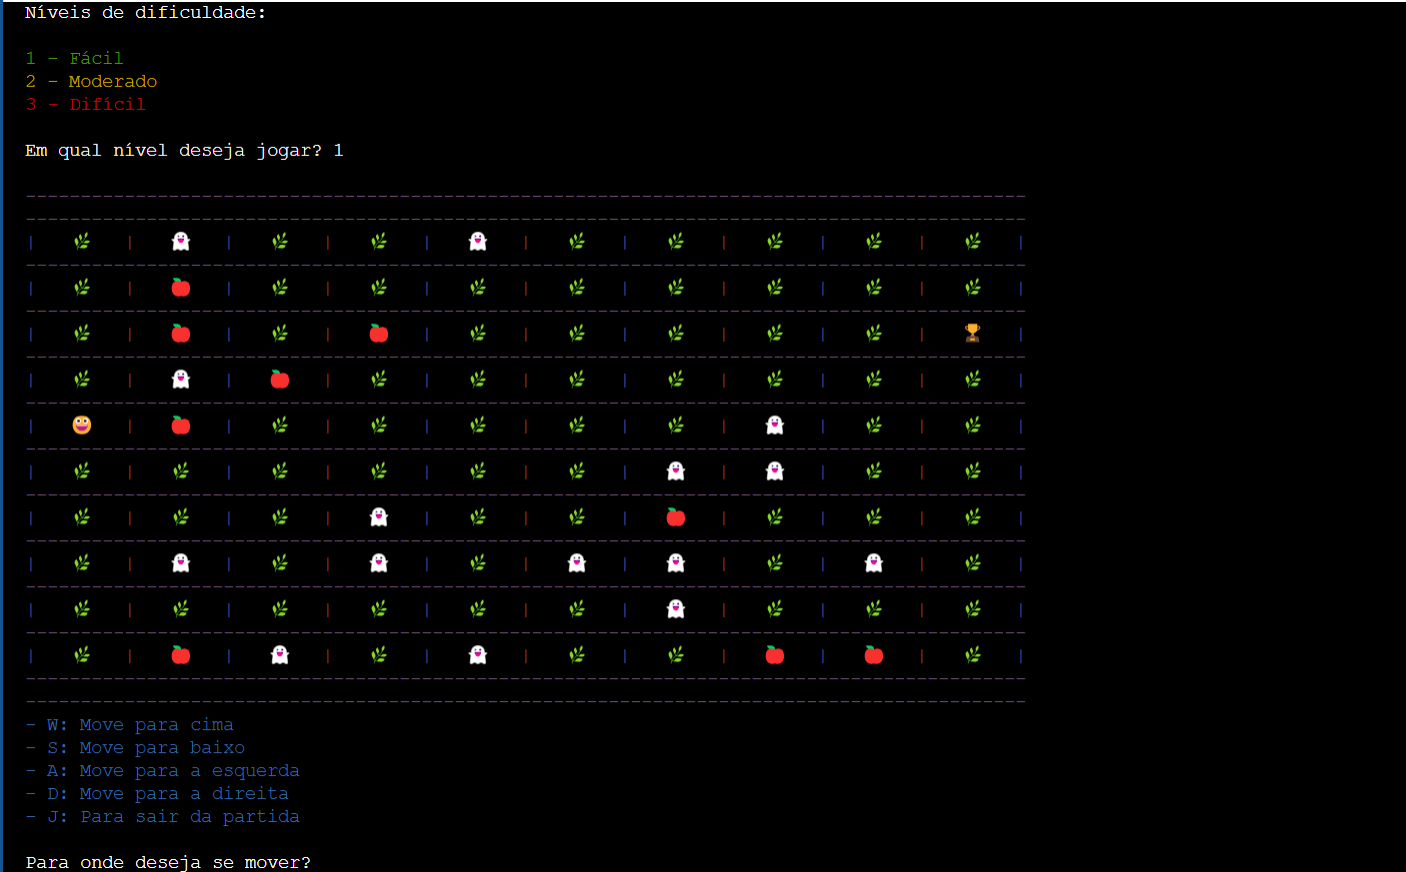 Níveis de dificuldade:
1 - Fácil
2 - Moderado
3 - Difícil
Em qual nível deseja jogar? 1
- W: Move para cima
- S: Move para baixo
- A: Move para a esquerda
- D: Move para a direita
- J: Para sair da partida
Para onde deseja se mover?